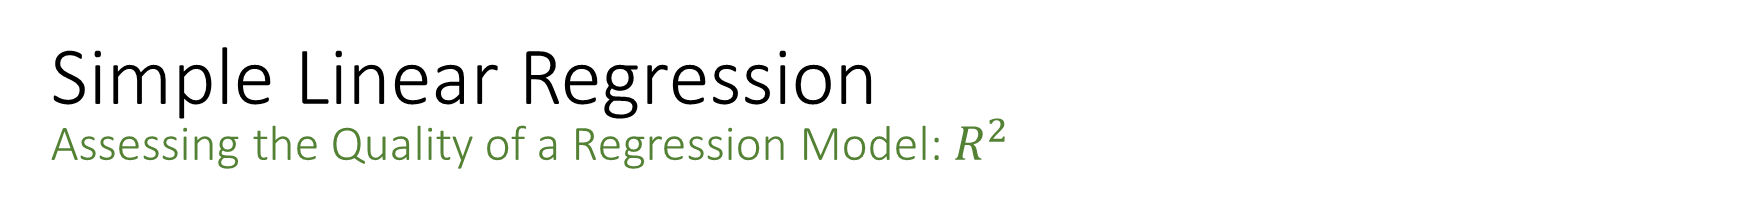 Simple Linear Regression
Assessing the Quality of a Regression Model: R²